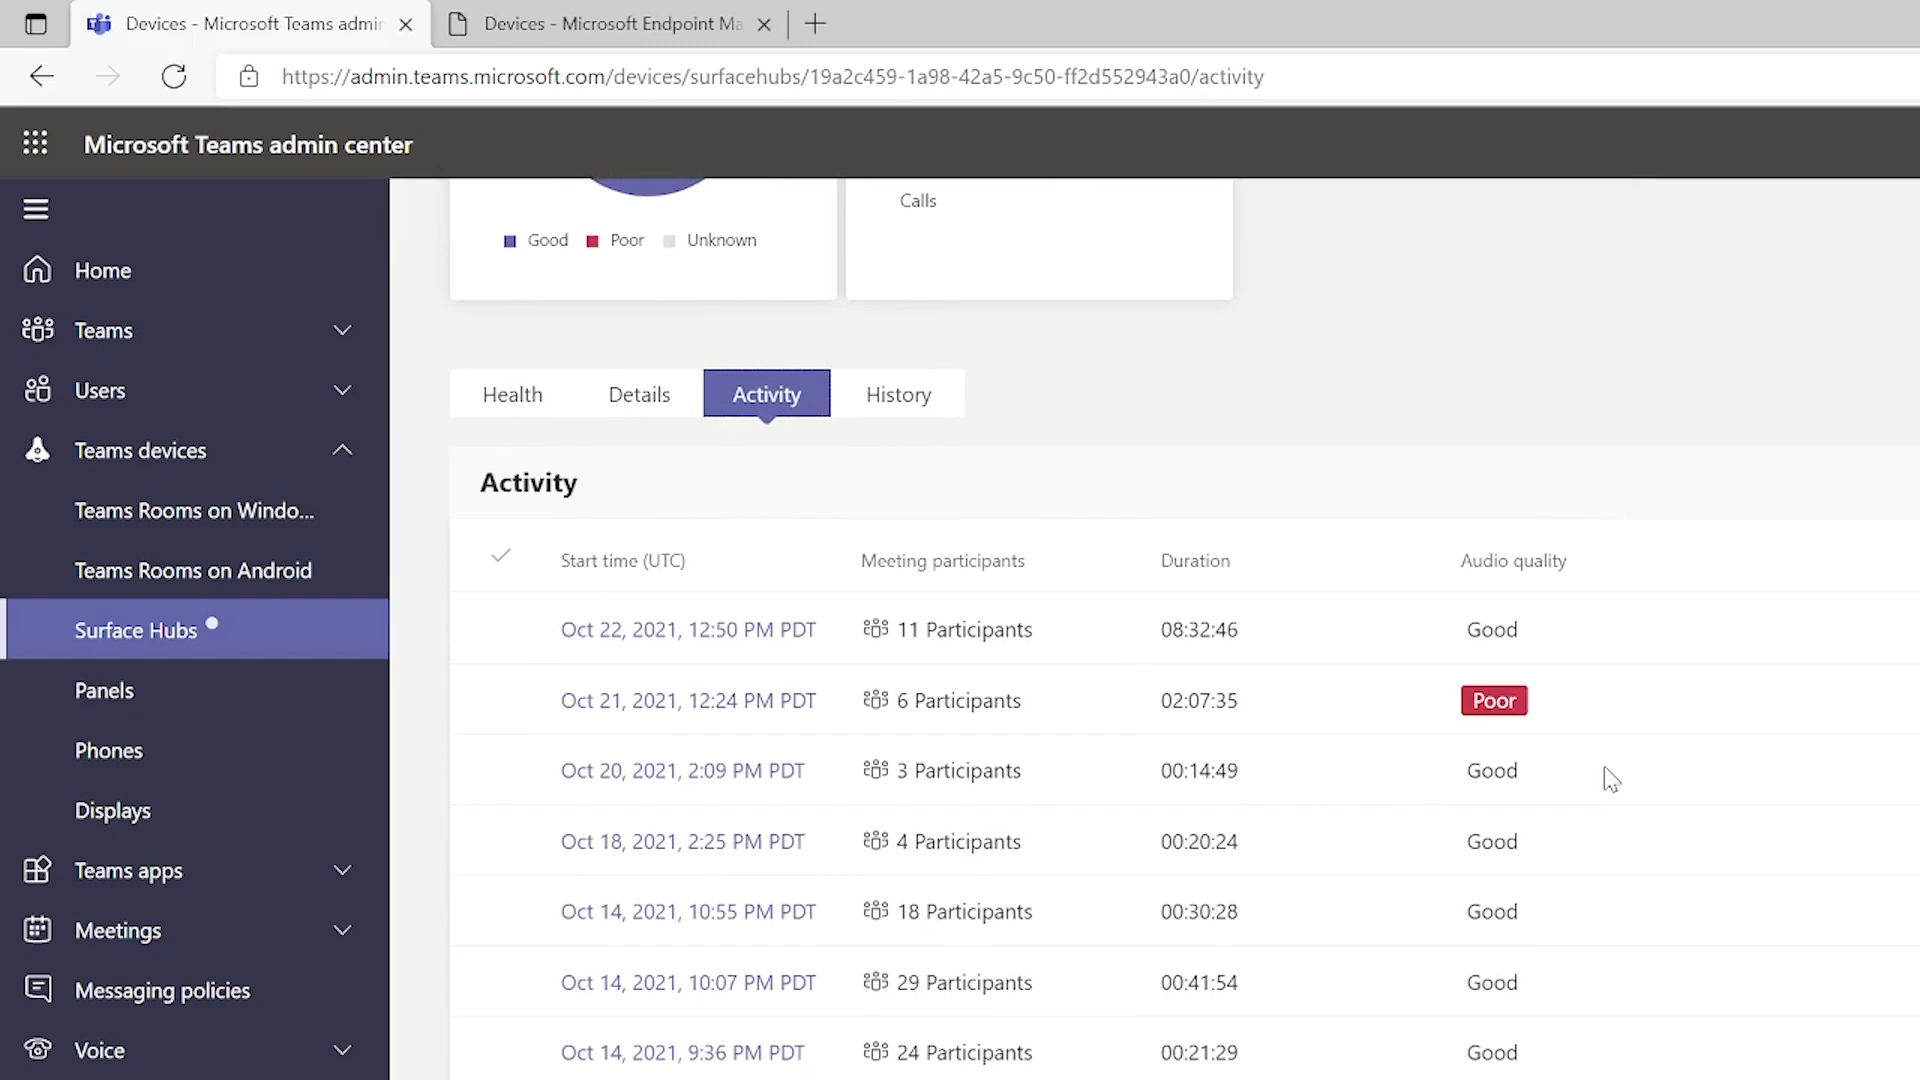 Devices - Microsoft Teams admin
Devices - Microsoft Endpoint Ma
https://admin.teams.microsoft.com/devices/surfacehubs/19a2c459-1a98-42a5-9c50-ff2d552943a0/activity
Microsoft Teams admin center
Home
Teams
Users
Teams devices
Teams Rooms on Windo...
Teams Rooms on Android
Surface Hubs
Panels
Phones
Displays
Teams apps
Meetings
Messaging policies
Voice
Good Poor Unknown
Calls
Health Details Activity History
Activity
Start time (UTC) Meeting participants Duration Audio quality
Oct 22, 2021, 12:50 PM PDT 11 Participants 08:32:46 Good
Oct 21, 2021, 12:24 PM PDT 6 Participants 02:07:35 Poor
Oct 20, 2021, 2:09 PM PDT 3 Participants 00:14:49 Good
Oct 18, 2021, 2:25 PM PDT 4 Participants 00:20:24 Good
Oct 14, 2021, 10:55 PM PDT 18 Participants 00:30:28 Good
Oct 14, 2021, 10:07 PM PDT 29 Participants 00:41:54 Good
Oct 14, 2021, 9:36 PM PDT 24 Participants 00:21:29 Good